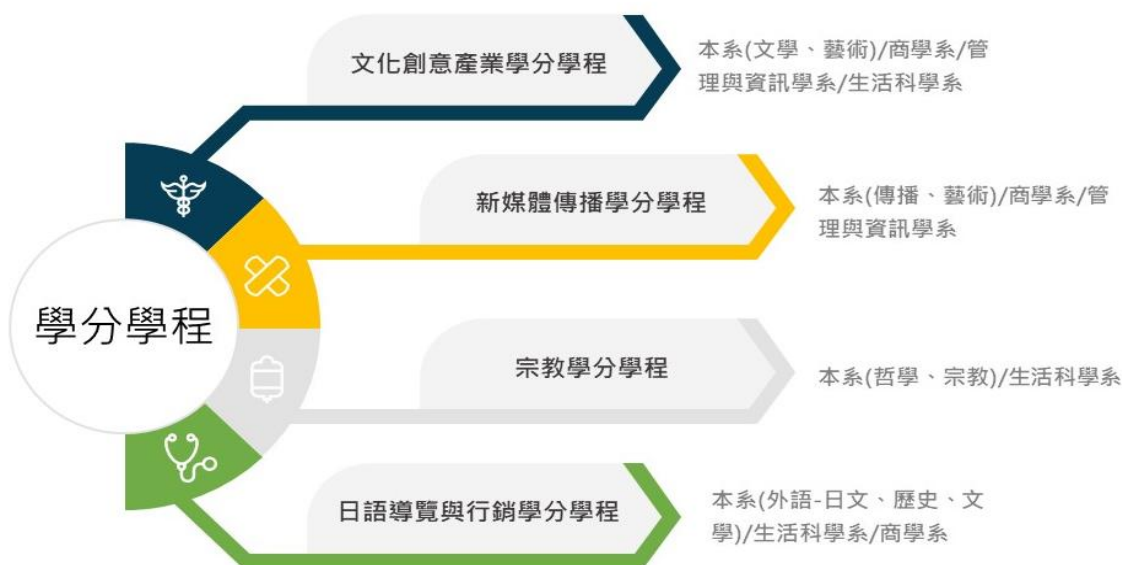 學分學程
文化創意產業學分學程
本系(文學、藝術)/商學系/管
理與資訊學系/生活科學系
新媒體傳播學分學程
本系(傳播、藝術)/商學系/管
理與資訊學系
宗教學分學程
本系(哲學、宗教)/生活科學系
日語導覽與行銷學分學程
本系(外語-日文、歷史、文
學)/生活科學系/商學系